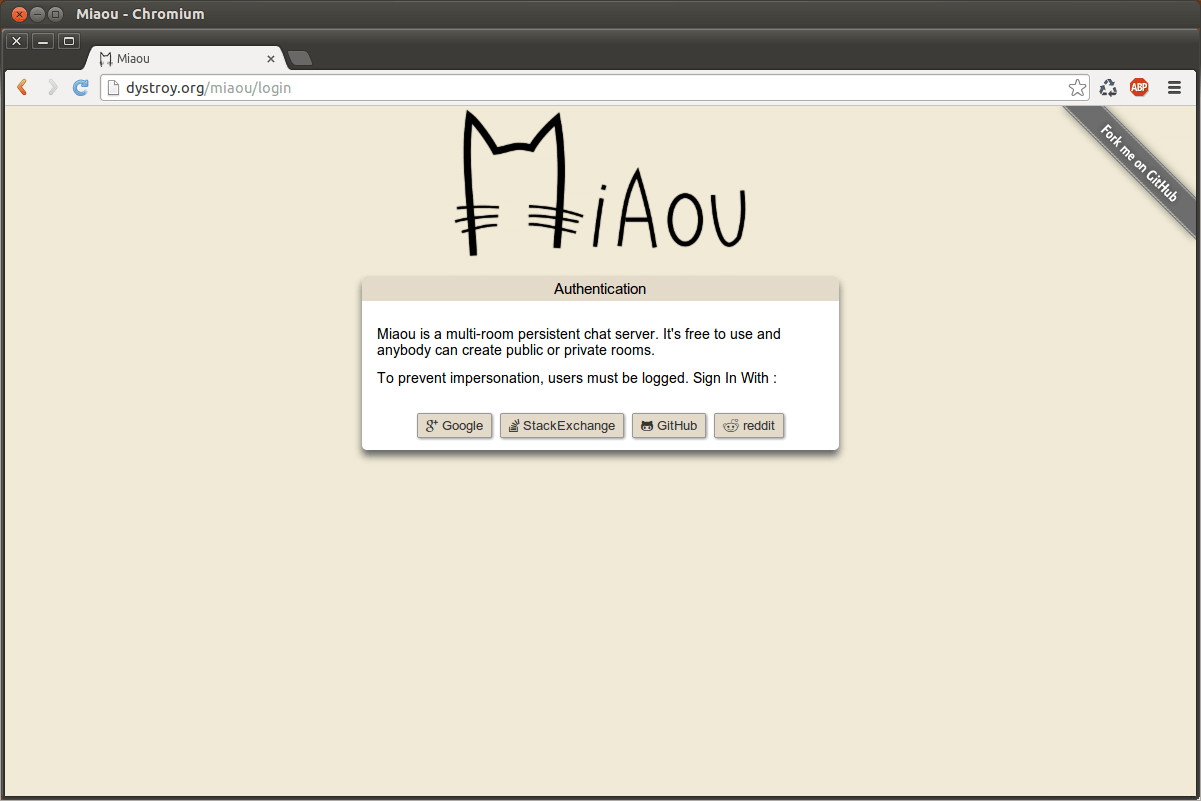 Miaou - Chromium
Miaou
dystroy.org/miaou/login
ABP
Fork me on GitHub
MiAou
Authentication
Miaou is a multi-room persistent chat server. It's free to use and
anybody can create public or private rooms.
To prevent impersonation, users must be logged. Sign In With :
Google StackExchange GitHub reddit